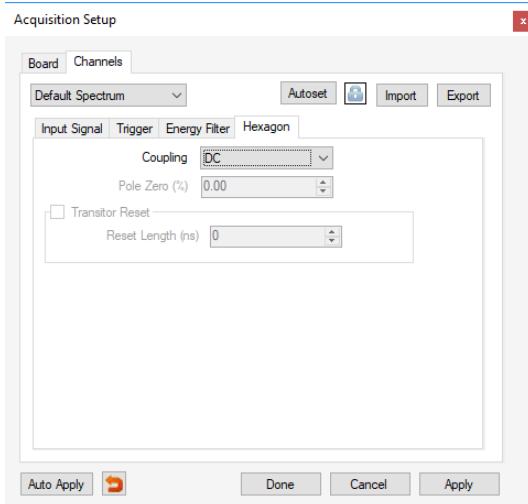 Acquisition Setup
x
Board Channels
Default Spectrum Autoset Import Export
Input Signal Trigger Energy Filter Hexagon
Coupling DC
Pole Zero (%) 0.00
Transitor Reset
Reset Length (ns) 0
Auto Apply Done Cancel Apply